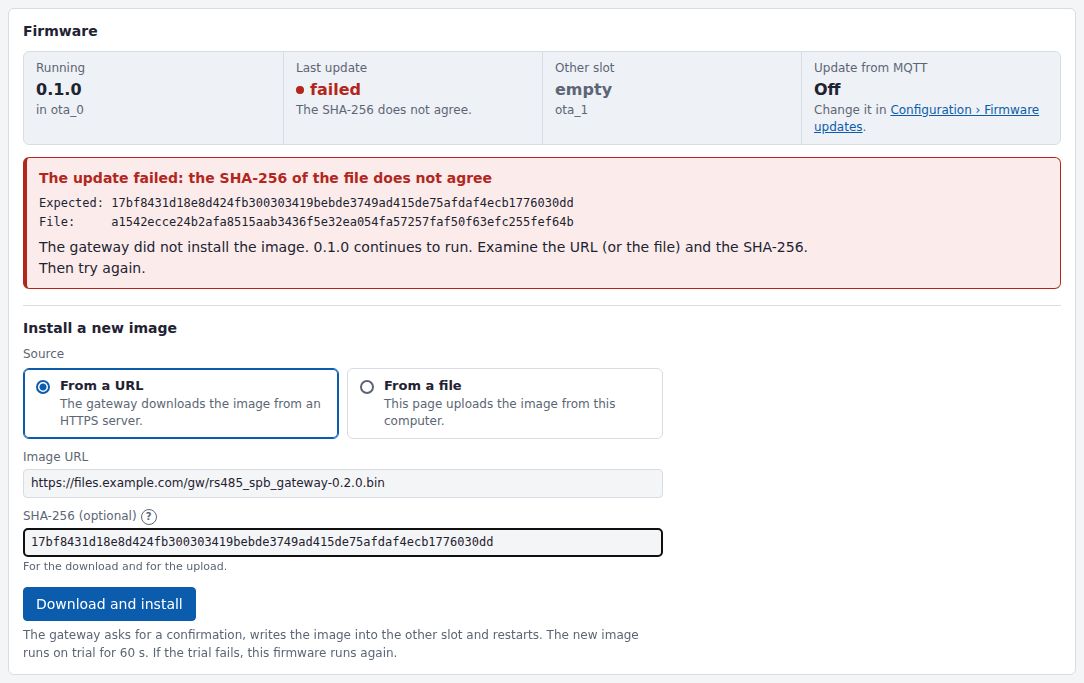 Firmware
Running
0.1.0
in ota_0
Last update
failed
The SHA-256 does not agree.
Other slot
empty
ota_1
Update from MQTT
Off
Change it in Configuration › Firmware
updates.
The update failed: the SHA-256 of the file does not agree
Expected: 17bf8431d18e8d424fb300303419bebde3749ad415de75afdaf4ecb1776030dd
File: a1542ecce24b2afa8515aab3436f5e32ea054fa57257faf50f63efc255fef64b
The gateway did not install the image. 0.1.0 continues to run. Examine the URL (or the file) and the SHA-256.
Then try again.
Install a new image
Source
From a URL
The gateway downloads the image from an
HTTPS server.
From a file
This page uploads the image from this
computer.
Image URL
https://files.example.com/gw/rs485_spb_gateway-0.2.0.bin
SHA-256 (optional) ?
17bf8431d18e8d424fb300303419bebde3749ad415de75afdaf4ecb1776030dd
For the download and for the upload.
Download and install
The gateway asks for a confirmation, writes the image into the other slot and restarts. The new image
runs on trial for 60 s. If the trial fails, this firmware runs again.